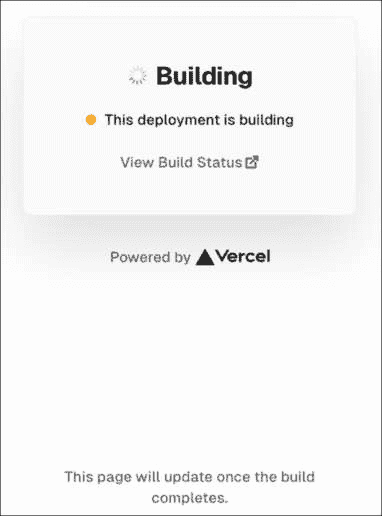 Building
This deployment is building
View Build Status
Powered by Vercel
This page will update once the build
completes.